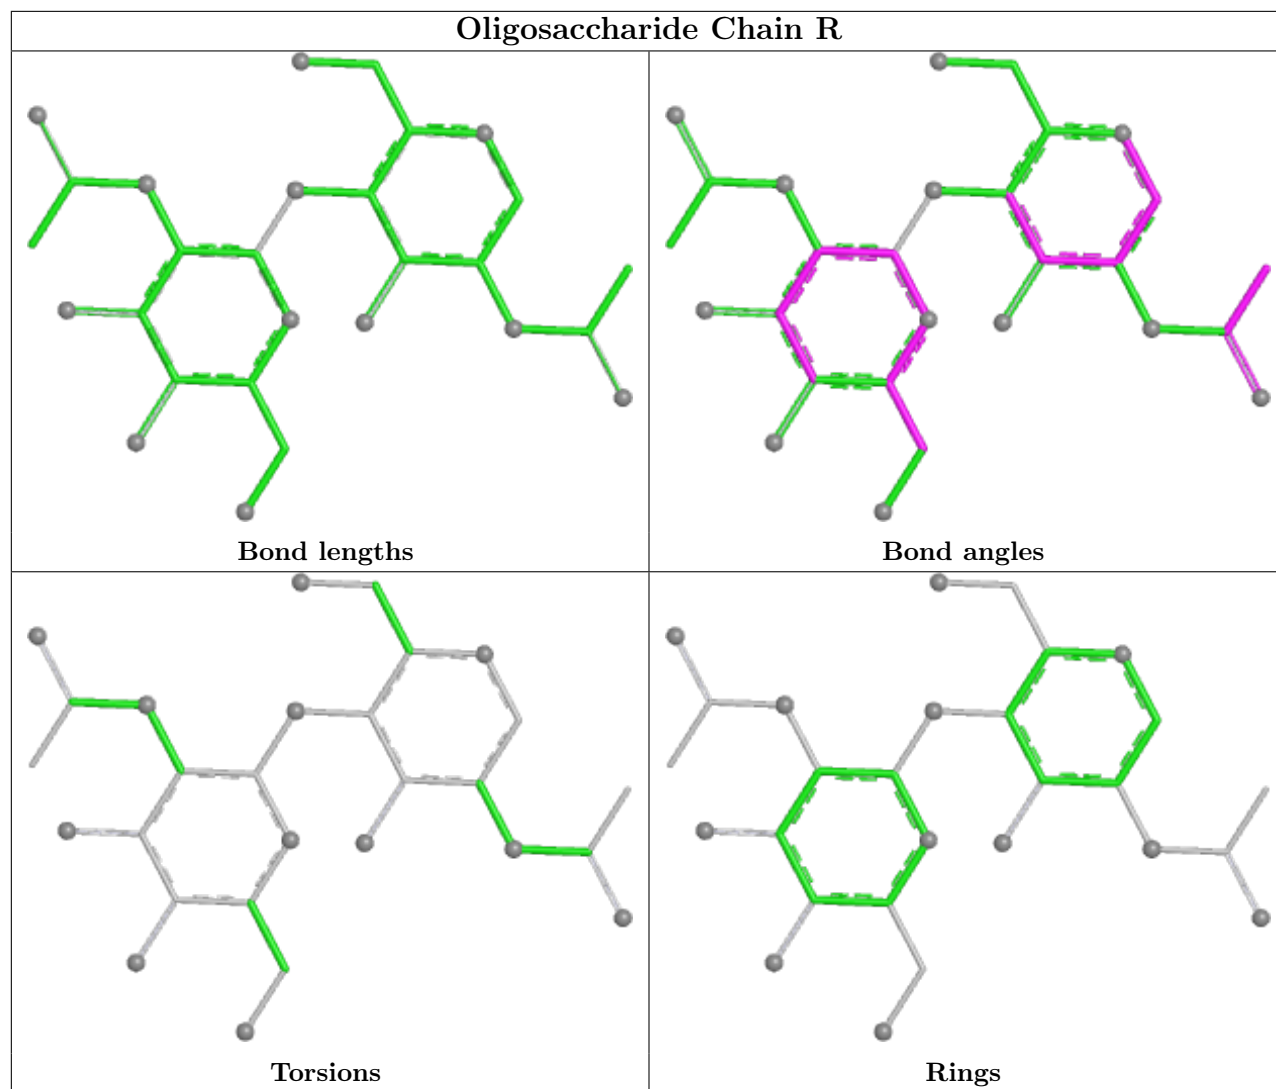 Oligosaccharide Chain R
Bond lengths
Bond angles
Torsions
Rings